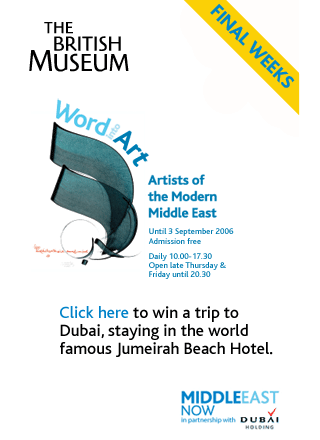 THE
BRITISH
MUSEUM
FINAL WEEKS
Word into Art
Artists of
the Modern
Middle East
Until 3 September 2006
Admission free
Daily 10.00-17.30
Open late Thursday &
Friday until 20.30
Click here to win a trip to
Dubai, staying in the world
famous Jumeirah Beach Hotel.
MIDDLEEAST
NOW
in partnership with DUBAI
HOLDING